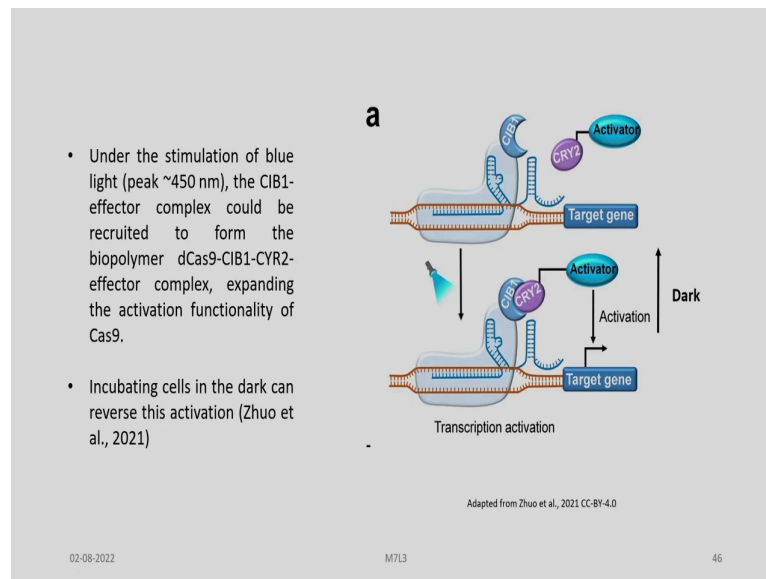 • Under the stimulation of blue
light (peak ~450 nm), the CIB1-
effector complex could be
recruited to form the
biopolymer dCas9-CIB1-CYR2-
effector complex, expanding
the activation functionality of
Cas9.
• Incubating cells in the dark can
reverse this activation (Zhuo et
al., 2021)
a
CIB1
CRY2
Activator
Target gene
CIB1
CRY2
Activator
Activation
Dark
Target gene
Transcription activation
-
Adapted from Zhuo et al., 2021 CC-BY-4.0
02-08-2022
M7L3
46